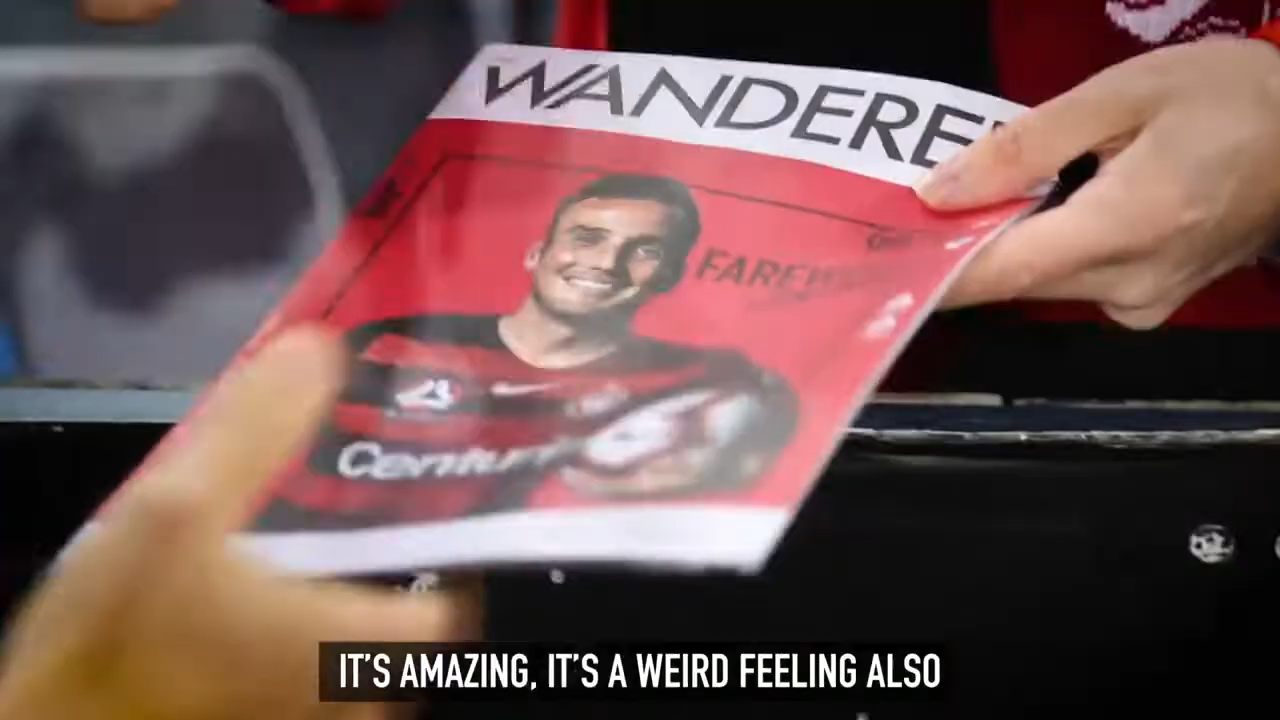 WANDERE
FAREW
Centur
IT'S AMAZING, IT'S A WEIRD FEELING ALSO